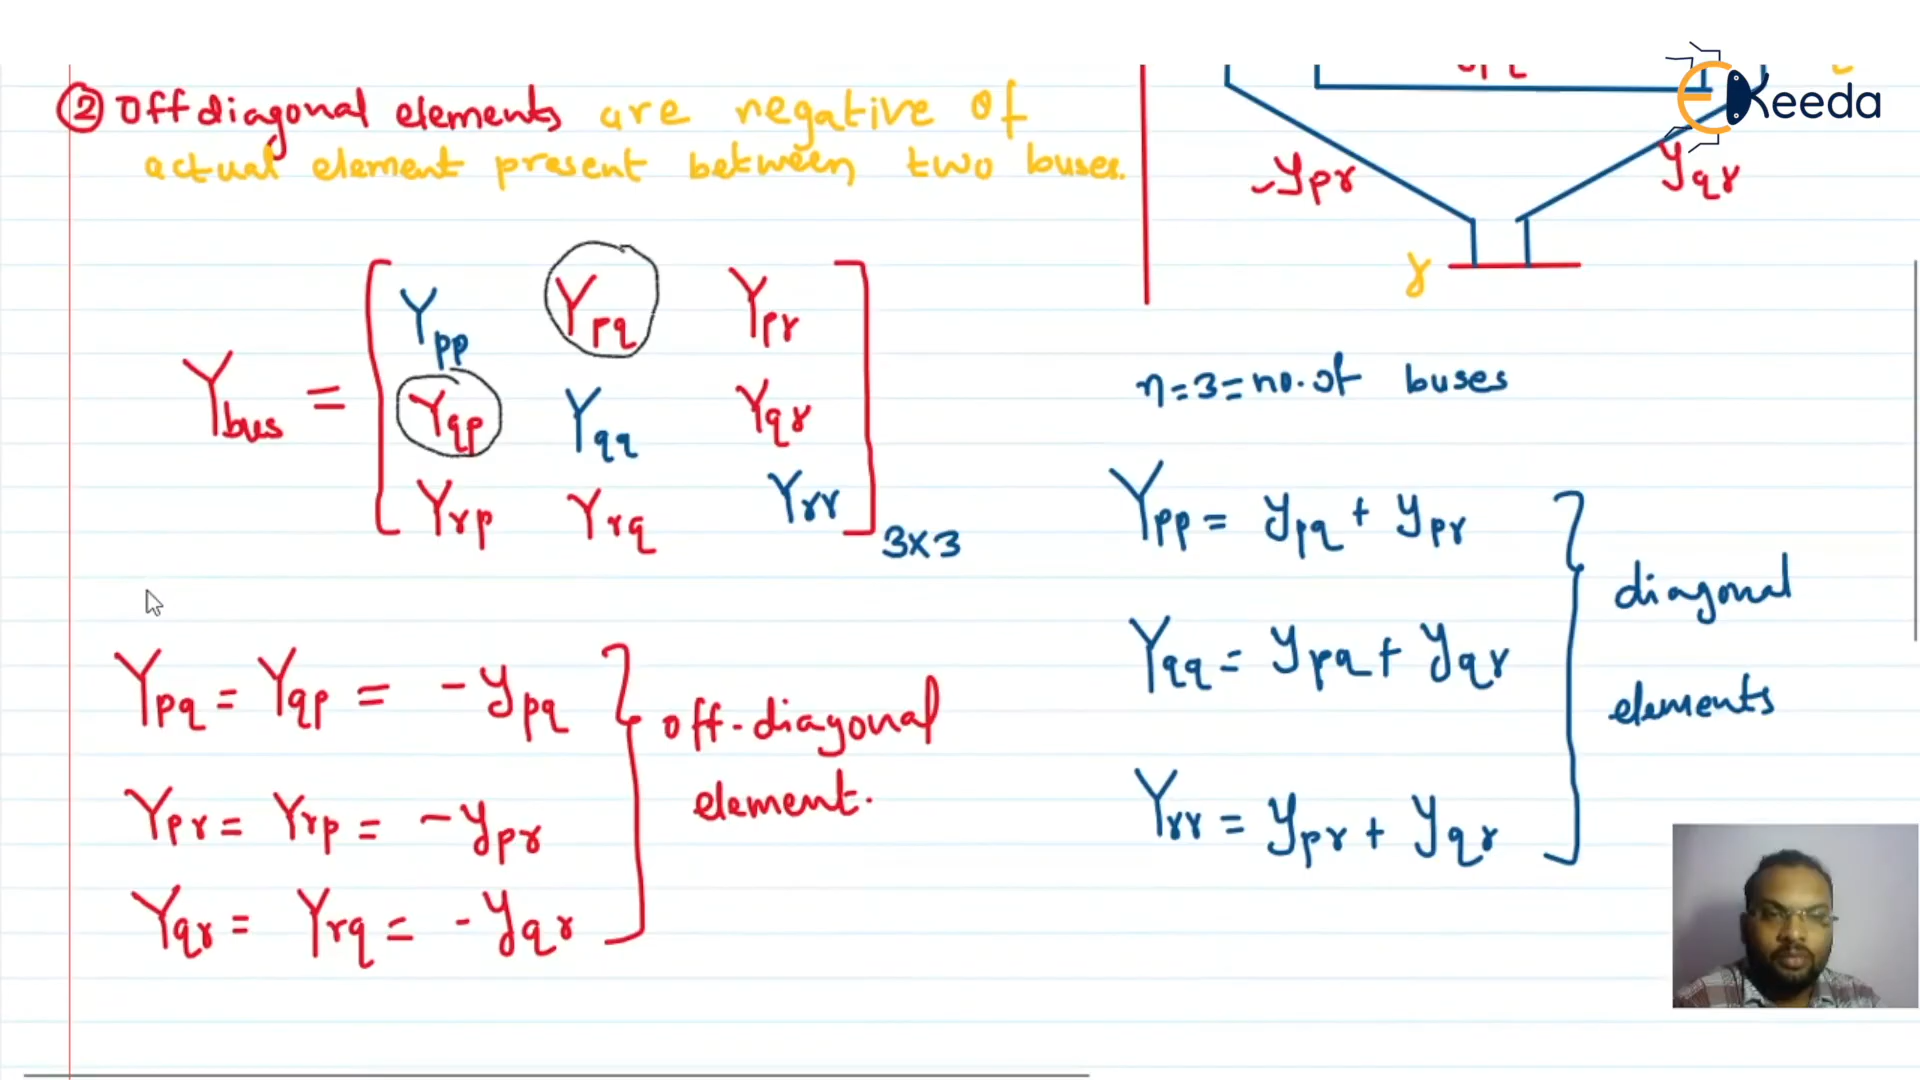 ② Off diagonal elements are negative of
actual element present between two buses.
EKeeda
-ypr
yqr
r
Ybus = [ Ypp Ypq Ypr
Yqp Yqq Yqr
Yrp Yrq Yrr ] 3x3
n=3=no. of buses
Ypp = ypq + ypr
Yqq = ypq + yqr
Yrr = ypr + yqr
diagonal
elements
Ypq = Yqp = -ypq
Ypr = Yrp = -ypr
Yqr = Yrq = -yqr
off-diagonal
element.